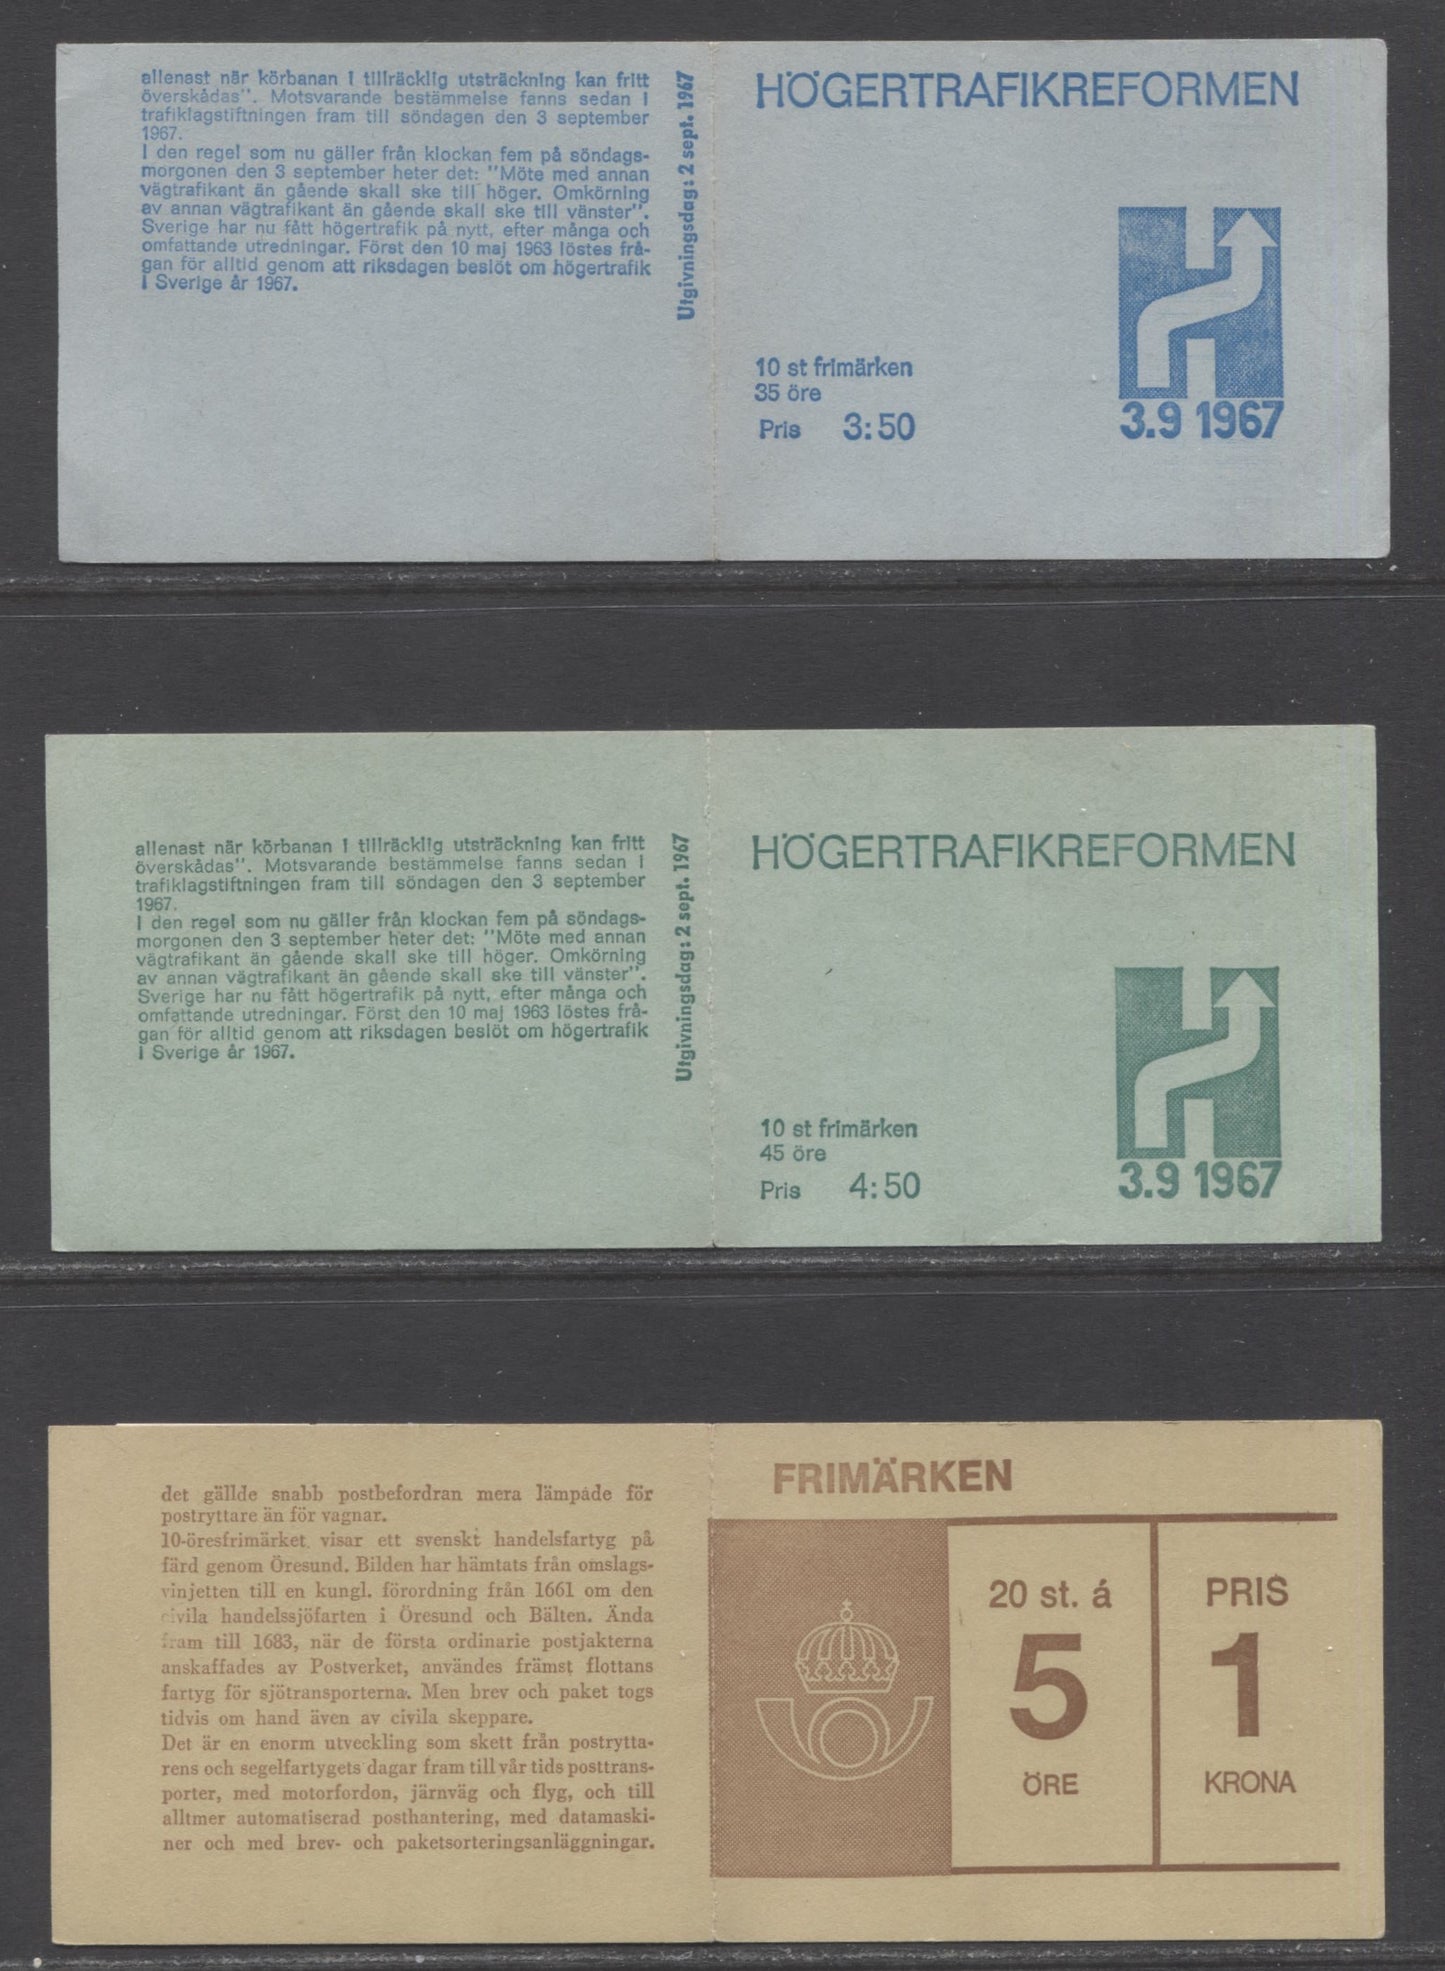 allenast när körbanan i tillräcklig utsträckning kan fritt
överskådas". Motsvarande bestämmelse fanns sedan i
trafiklagstiftningen fram till söndagen den 3 september
1967.
I den regel som nu gäller från klockan fem på söndags-
morgonen den 3 september heter det: "Möte med annan
vägtrafikant än gående skall ske till höger. Omkörning
av annan vägtrafikant än gående skall ske till vänster".
Sverige har nu fått högertrafik på nytt, efter många och
omfattande utredningar. Först den 10 maj 1963 löstes frå-
gan för alltid genom att riksdagen beslöt om högertrafik
i Sverige år 1967.
Utgivningsdag: 2 sept. 1967
HÖGERTRAFIKREFORMEN
10 st frimärken
35 öre
Pris 3:50
3.9 1967
allenast när körbanan i tillräcklig utsträckning kan fritt
överskådas". Motsvarande bestämmelse fanns sedan i
trafiklagstiftningen fram till söndagen den 3 september
1967.
I den regel som nu gäller från klockan fem på söndags-
morgonen den 3 september heter det: "Möte med annan
vägtrafikant än gående skall ske till höger. Omkörning
av annan vägtrafikant än gående skall ske till vänster".
Sverige har nu fått högertrafik på nytt, efter många och
omfattande utredningar. Först den 10 maj 1963 löstes frå-
gan för alltid genom att riksdagen beslöt om högertrafik
i Sverige år 1967.
Utgivningsdag: 2 sept. 1967
HÖGERTRAFIKREFORMEN
10 st frimärken
45 öre
Pris 4:50
3.9 1967
det gällde snabb postbefordran mera lämpade för
postryttare än för vagnar.
10-öresfrimärket visar ett svenskt handelsfartyg på
färd genom Öresund. Bilden har hämtats från omslags-
vinjetten till en kungl. förordning från 1661 om den
civila handelssjöfarten i Öresund och Bälten. Ända
fram till 1683, när de första ordinarie postjakterna
anskaffades av Postverket, användes främst flottans
fartyg för sjötransporterna. Men brev och paket togs
tidvis om hand även av civila skeppare.
Det är en enorm utveckling som skett från postrytta-
rens och segelfartygets dagar fram till vår tids posttrans-
porter, med motorfordon, järnväg och flyg, och till
alltmer automatiserad posthantering, med datamaski-
ner och med brev- och paketsorteringsanläggningar.
FRIMÄRKEN
20 st. á
5
ÖRE
PRIS
1
KRONA